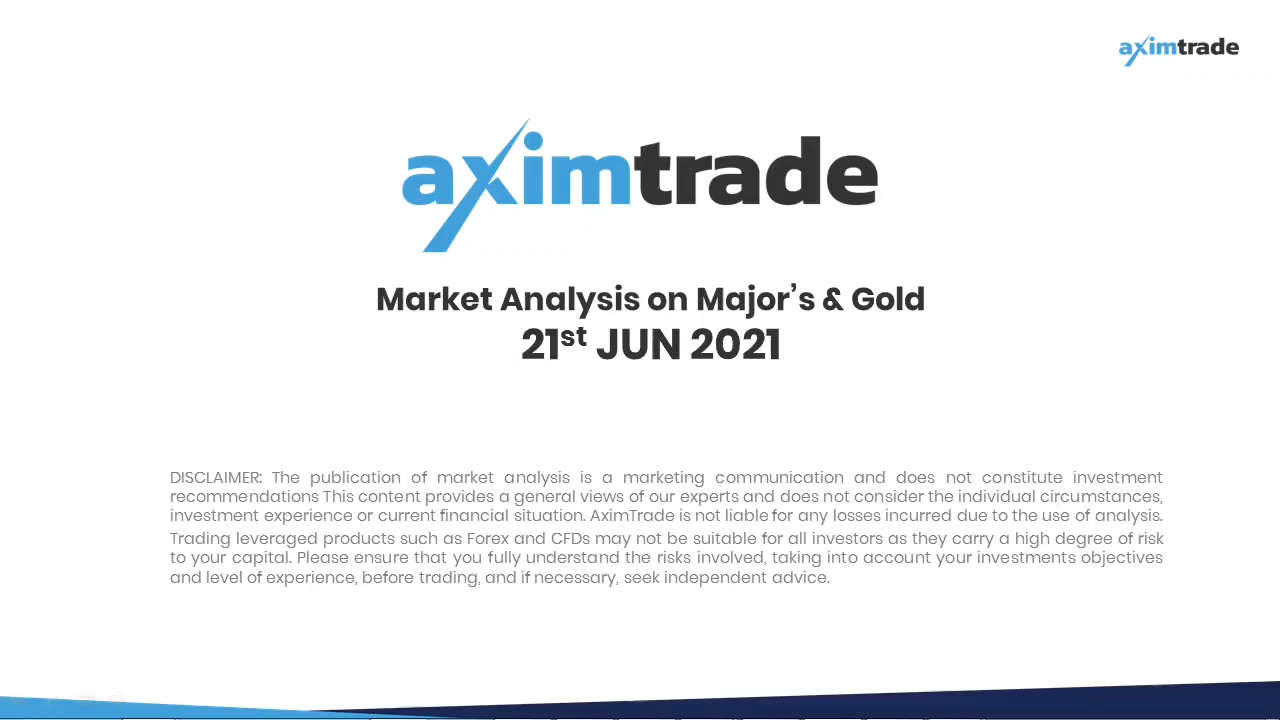 aximtrade
aximtrade
Market Analysis on Major's & Gold
21st JUN 2021
DISCLAIMER: The publication of market analysis is a marketing communication and does not constitute investment
recommendations This content provides a general views of our experts and does not consider the individual circumstances,
investment experience or current financial situation. AximTrade is not liable for any losses incurred due to the use of analysis.
Trading leveraged products such as Forex and CFDs may not be suitable for all investors as they carry a high degree of risk
to your capital. Please ensure that you fully understand the risks involved, taking into account your investments objectives
and level of experience, before trading, and if necessary, seek independent advice.